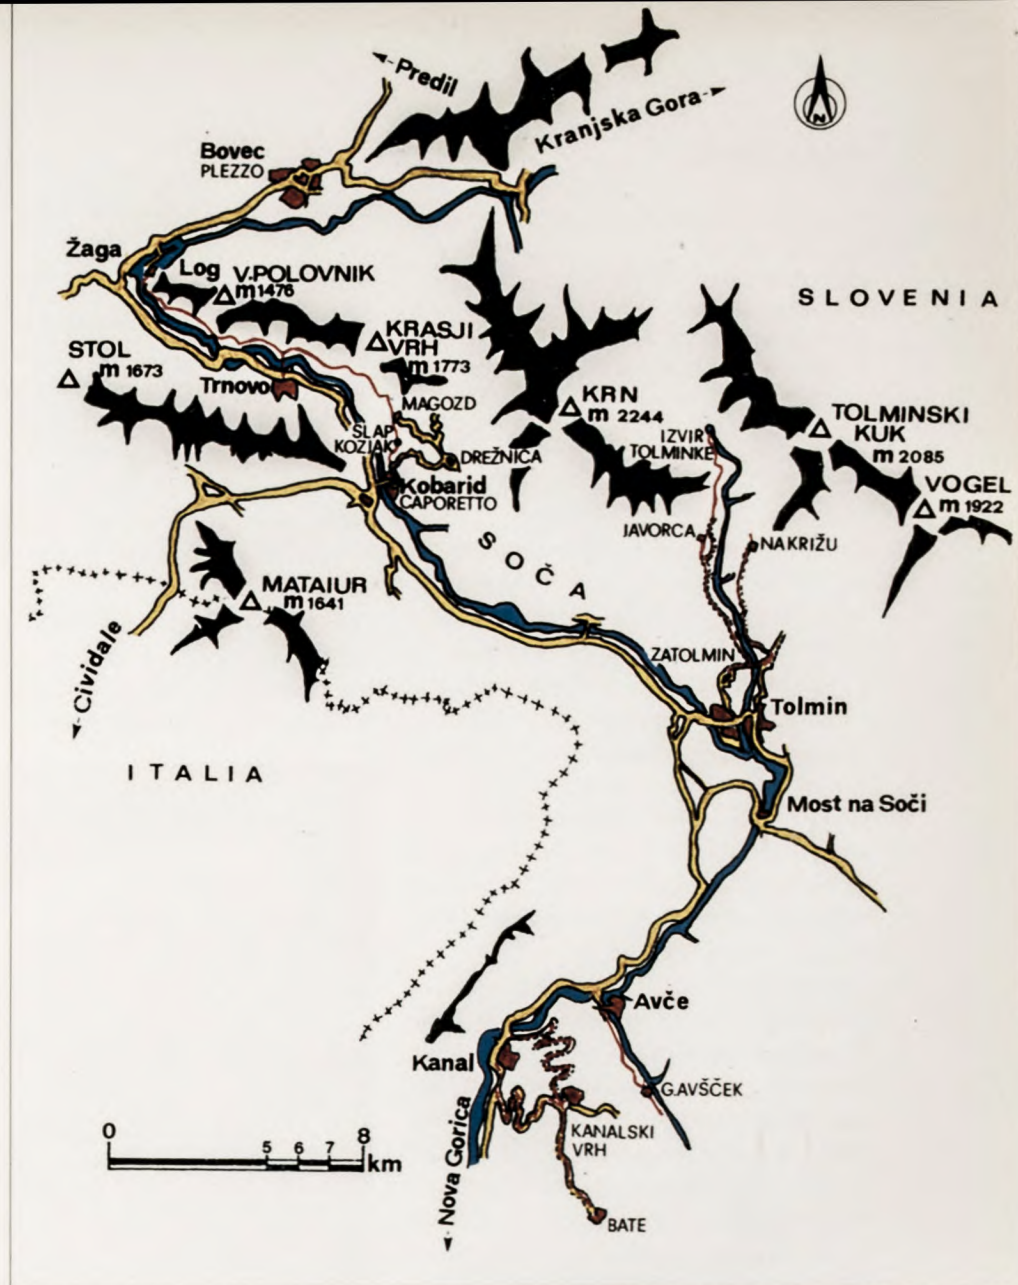 Predil
Kranjska Gora
N
Bovec
PLEZZO
Žaga
Log
V. POLOVNIK
m 1476
SLOVENIA
KRASJI
VRH
m 1773
STOL
m 1673
Trnovo
MAGOZD
KRN
m 2244
TOLMINSKI
KUK
m 2085
SLAP
KOZJAK
DREŽNICA
IZVIR
TOLMINKE
VOGEL
m 1922
Kobarid
CAPORETTO
SOČA
JAVORCA
NA KRIŽU
MATAIUR
m 1641
Cividale
ZATOLMIN
Tolmin
ITALIA
Most na Soči
Avče
Kanal
G.AVŠČEK
Nova Gorica
KANALSKI
VRH
BATE
0 5 6 7 8
km